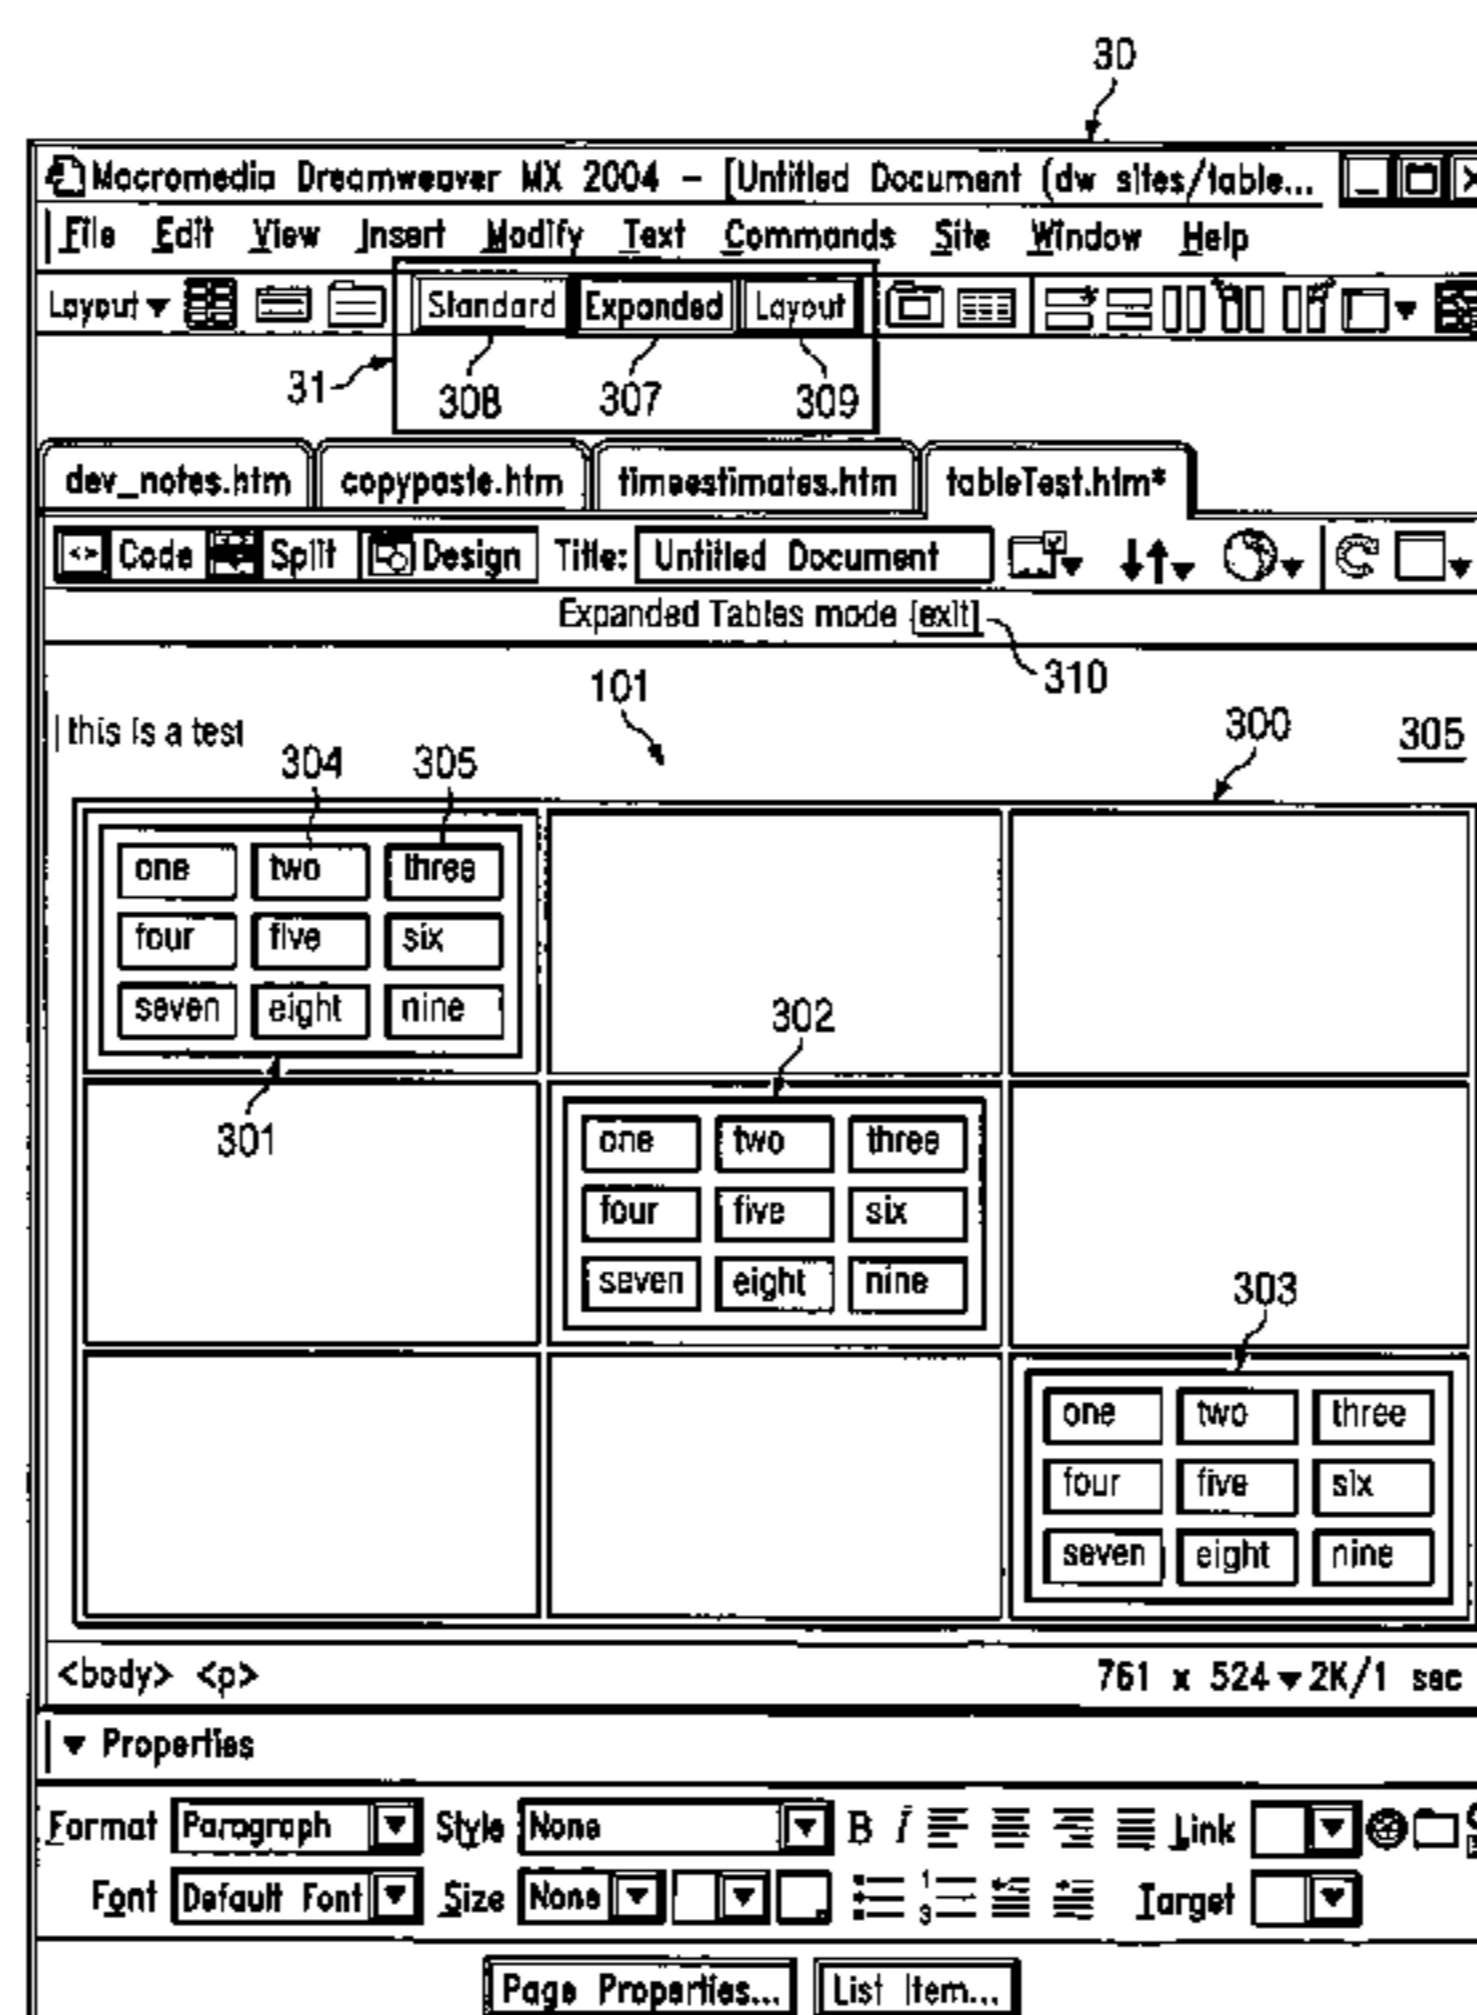 30
Macromedia Dreamweaver MX 2004 - [Untitled Document (dw sites/table...
File Edit View Insert Modify Text Commands Site Window Help
Layout Standard Expanded Layout
31 308 307 309
dev_notes.htm copypaste.htm timeestimates.htm tableTest.htm*
<> Code Split Design Title: Untitled Document
Expanded Tables mode [exit]
310
101
300 305
this is a test
304 305
one two three
four five six
seven eight nine
302
301
one two three
four five six
seven eight nine
303
one two three
four five six
seven eight nine
<body> <p> 761 x 524 2K/1 sec
Properties
Format Paragraph Style None B I Link
Font Default Font Size None Target
Page Properties... List Item...